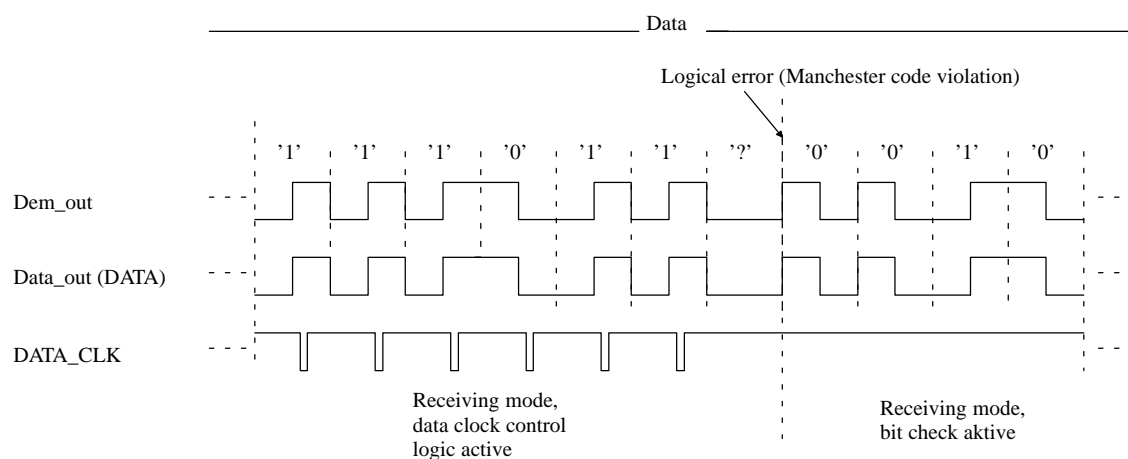 Data
Logical error (Manchester code violation)
’1’ ’1’ ’1’ ’0’ ’1’ ’1’ ’?’ ’0’ ’0’ ’1’ ’0’
Dem_out
Data_out (DATA)
DATA_CLK
Receiving mode,
data clock control
logic active
Receiving mode,
bit check aktive